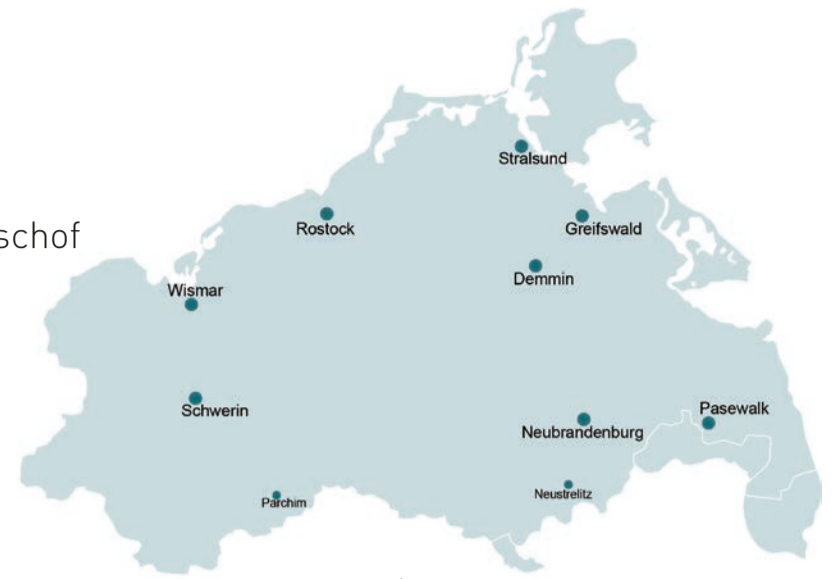 Stralsund
Rostock
Greifswald
schof
Demmin
Wismar
Schwerin
Pasewalk
Neubrandenburg
Parchim
Neustrelitz